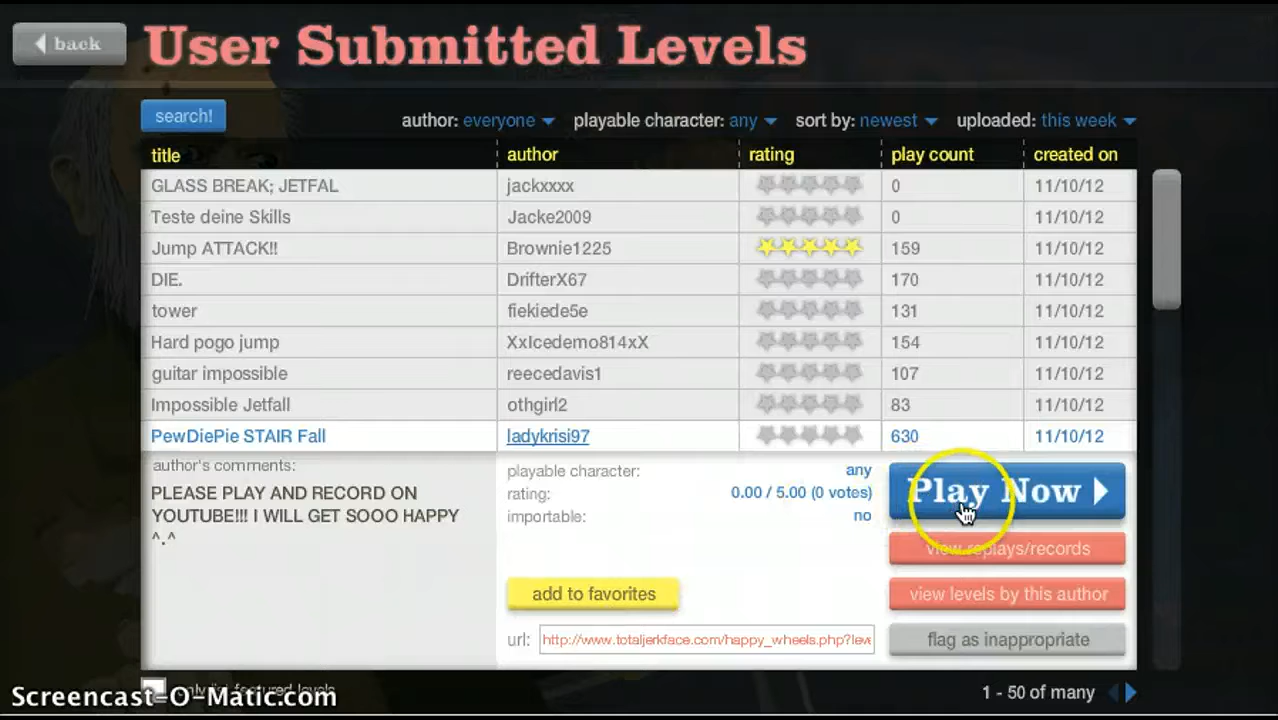 back
User Submitted Levels
search!
author: everyone playable character: any sort by: newest uploaded: this week
title author rating play count created on
GLASS BREAK; JETFAL jackxxxx 0 11/10/12
Teste deine Skills Jacke2009 0 11/10/12
Jump ATTACK!! Brownie1225 159 11/10/12
DIE. DrifterX67 170 11/10/12
tower fiekiede5e 131 11/10/12
Hard pogo jump XxIcedemo814xX 154 11/10/12
guitar impossible reecedavis1 107 11/10/12
Impossible Jetfall othgirl2 83 11/10/12
PewDiePie STAIR Fall ladykrisi97 630 11/10/12
author's comments:
PLEASE PLAY AND RECORD ON
YOUTUBE!!! I WILL GET SOOO HAPPY
^.^
playable character: any
rating: 0.00 / 5.00 (0 votes)
importable: no
add to favorites
url: http://www.totaljerkface.com/happy_wheels.php?leve
Play Now
view replays/records
view levels by this author
flag as inappropriate
only list featured levels
Screencast-O-Matic.com
1 - 50 of many